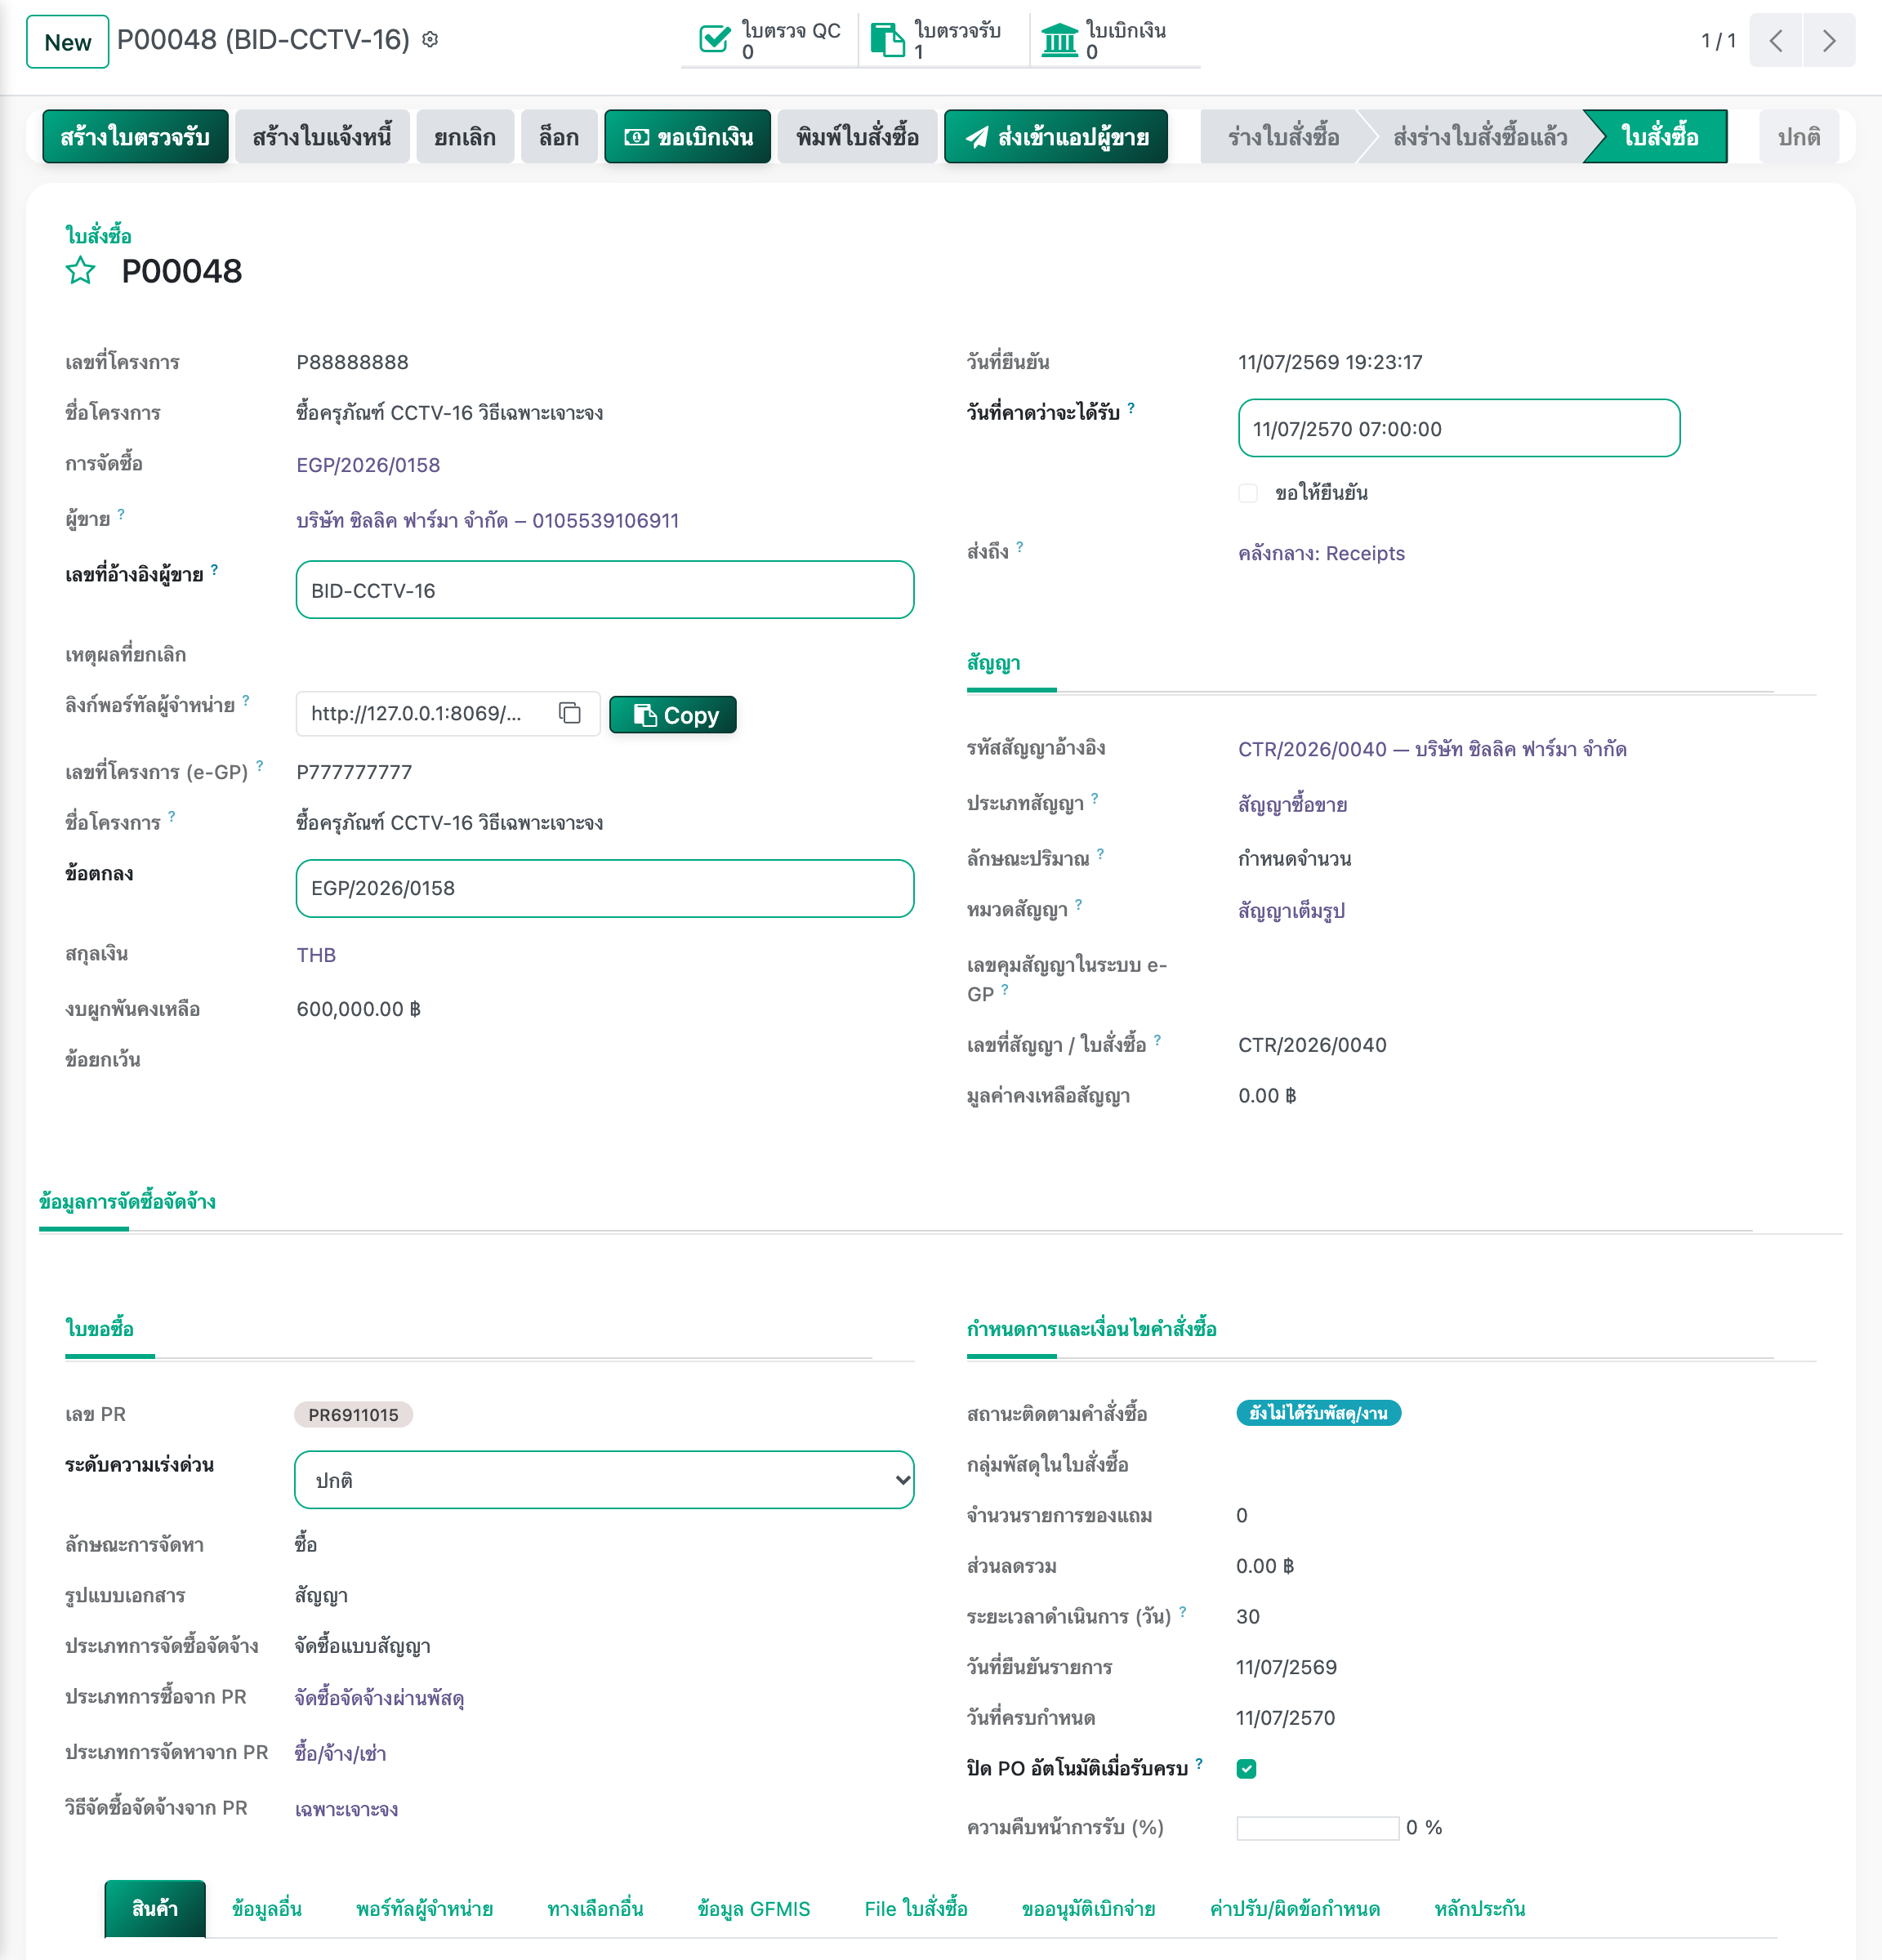 New
P00048 (BID-CCTV-16)
ใบตรวจ QC
0
ใบตรวจรับ
1
ใบเบิกเงิน
0
1 / 1
สร้างใบตรวจรับ
สร้างใบแจ้งหนี้
ยกเลิก
ล็อก
ขอเบิกเงิน
พิมพ์ใบสั่งซื้อ
ส่งเข้าแอปผู้ขาย
ร่างใบสั่งซื้อ
ส่งร่างใบสั่งซื้อแล้ว
ใบสั่งซื้อ
ปกติ
ใบสั่งซื้อ
P00048
เลขที่โครงการ P88888888
ชื่อโครงการ ซื้อครุภัณฑ์ CCTV-16 วิธีเฉพาะเจาะจง
การจัดซื้อ EGP/2026/0158
ผู้ขาย ? บริษัท ซิลลิค ฟาร์มา จำกัด – 0105539106911
เลขที่อ้างอิงผู้ขาย ? BID-CCTV-16
เหตุผลที่ยกเลิก
ลิงก์พอร์ทัลผู้จำหน่าย ? http://127.0.0.1:8069/... Copy
เลขที่โครงการ (e-GP) ? P777777777
ชื่อโครงการ ? ซื้อครุภัณฑ์ CCTV-16 วิธีเฉพาะเจาะจง
ข้อตกลง EGP/2026/0158
สกุลเงิน THB
งบผูกพันคงเหลือ 600,000.00 ฿
ข้อยกเว้น
วันที่ยืนยัน 11/07/2569 19:23:17
วันที่คาดว่าจะได้รับ ? 11/07/2570 07:00:00
ขอให้ยืนยัน
ส่งถึง ? คลังกลาง: Receipts
สัญญา
รหัสสัญญาอ้างอิง CTR/2026/0040 — บริษัท ซิลลิค ฟาร์มา จำกัด
ประเภทสัญญา ? สัญญาซื้อขาย
ลักษณะปริมาณ ? กำหนดจำนวน
หมวดสัญญา ? สัญญาเต็มรูป
เลขคุมสัญญาในระบบ e-
GP ?
เลขที่สัญญา / ใบสั่งซื้อ ? CTR/2026/0040
มูลค่าคงเหลือสัญญา 0.00 ฿
ข้อมูลการจัดซื้อจัดจ้าง
ใบขอซื้อ
เลข PR PR6911015
ระดับความเร่งด่วน ปกติ
ลักษณะการจัดหา ซื้อ
รูปแบบเอกสาร สัญญา
ประเภทการจัดซื้อจัดจ้าง จัดซื้อแบบสัญญา
ประเภทการซื้อจาก PR จัดซื้อจัดจ้างผ่านพัสดุ
ประเภทการจัดหาจาก PR ซื้อ/จ้าง/เช่า
วิธีจัดซื้อจัดจ้างจาก PR เฉพาะเจาะจง
กำหนดการและเงื่อนไขคำสั่งซื้อ
สถานะติดตามคำสั่งซื้อ ยังไม่ได้รับพัสดุ/งาน
กลุ่มพัสดุในใบสั่งซื้อ
จำนวนรายการของแถม 0
ส่วนลดรวม 0.00 ฿
ระยะเวลาดำเนินการ (วัน) ? 30
วันที่ยืนยันรายการ 11/07/2569
วันที่ครบกำหนด 11/07/2570
ปิด PO อัตโนมัติเมื่อรับครบ ?
ความคืบหน้าการรับ (%) 0 %
สินค้า
ข้อมูลอื่น
พอร์ทัลผู้จำหน่าย
ทางเลือกอื่น
ข้อมูล GFMIS
File ใบสั่งซื้อ
ขออนุมัติเบิกจ่าย
ค่าปรับ/ผิดข้อกำหนด
หลักประกัน